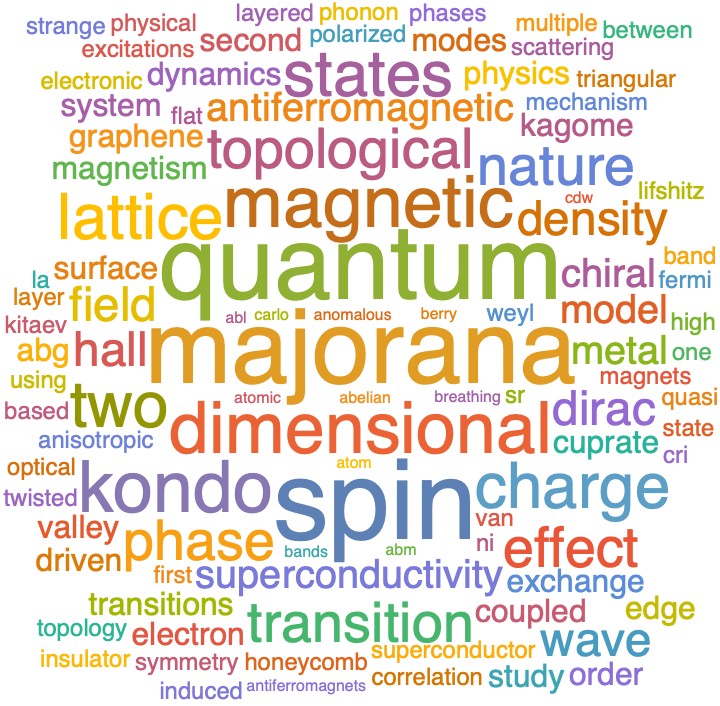 layered phonon phases
strange physical polarized multiple between
excitations second modes scattering
electronic dynamics states physics triangular
system flat antiferromagnetic mechanism
graphene topological kagome
magnetism nature lifshitz
lattice magnetic cdw density
quantum band
la surface chiral fermi
layer field abl carlo anomalous berry weyl model high
kitaev hall majorana metal one
abg magnets
using two atomic abelian breathing sr dirac quasi
based dimensional state
anisotropic cuprate cri
optical atom
twisted kondo spin charge
valley van
phase ni effect
driven bands abm
first superconductivity exchange
transitions transition coupled edge
topology electron superconductor wave
insulator symmetry honeycomb correlation study order
induced antiferromagnets